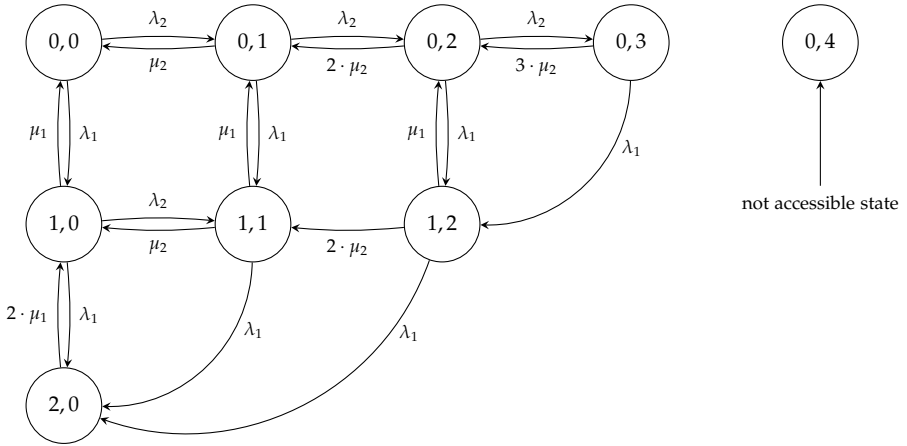 λ₂ λ₂ λ₂
0, 0 0, 1 0, 2 0, 3 0, 4
μ₂ 2 · μ₂ 3 · μ₂
μ₁ λ₁ μ₁ λ₁ μ₁ λ₁ λ₁
λ₂ not accessible state
1, 0 1, 1 1, 2
μ₂ 2 · μ₂
2 · μ₁ λ₁ λ₁ λ₁
2, 0